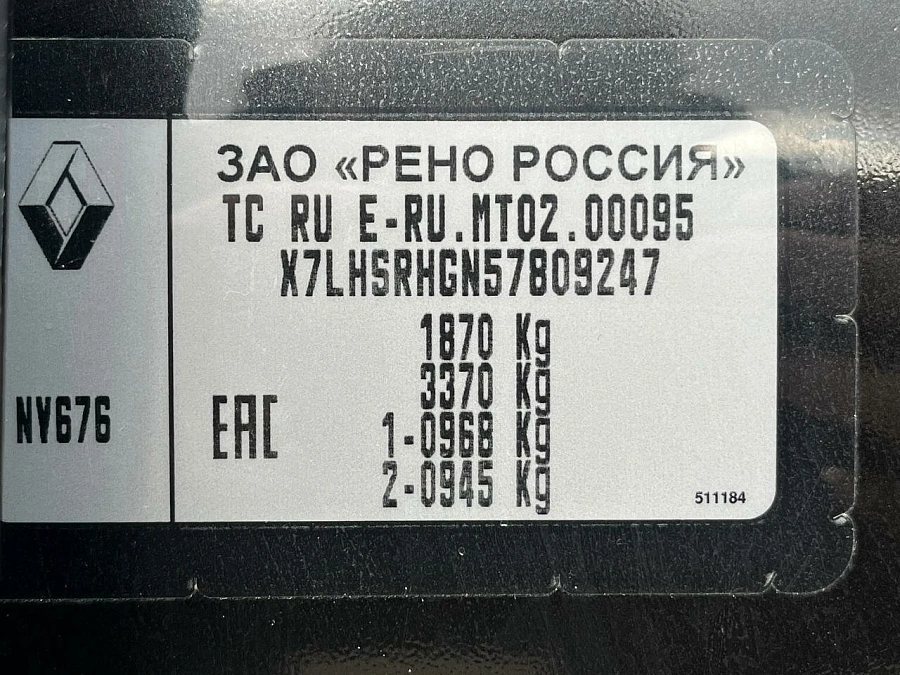 ЗАО «РЕНО РОССИЯ»
TC RU E-RU.MT02.00095
X7LHSRHGN57809247
1870 Kg
3370 Kg
1-0968 Kg
2-0945 Kg
NV676
EAC
511184